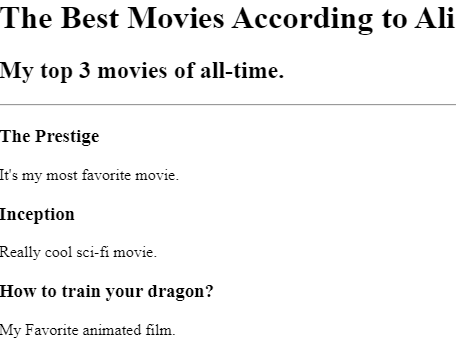 The Best Movies According to Ali
My top 3 movies of all-time.
The Prestige
It's my most favorite movie.
Inception
Really cool sci-fi movie.
How to train your dragon?
My Favorite animated film.